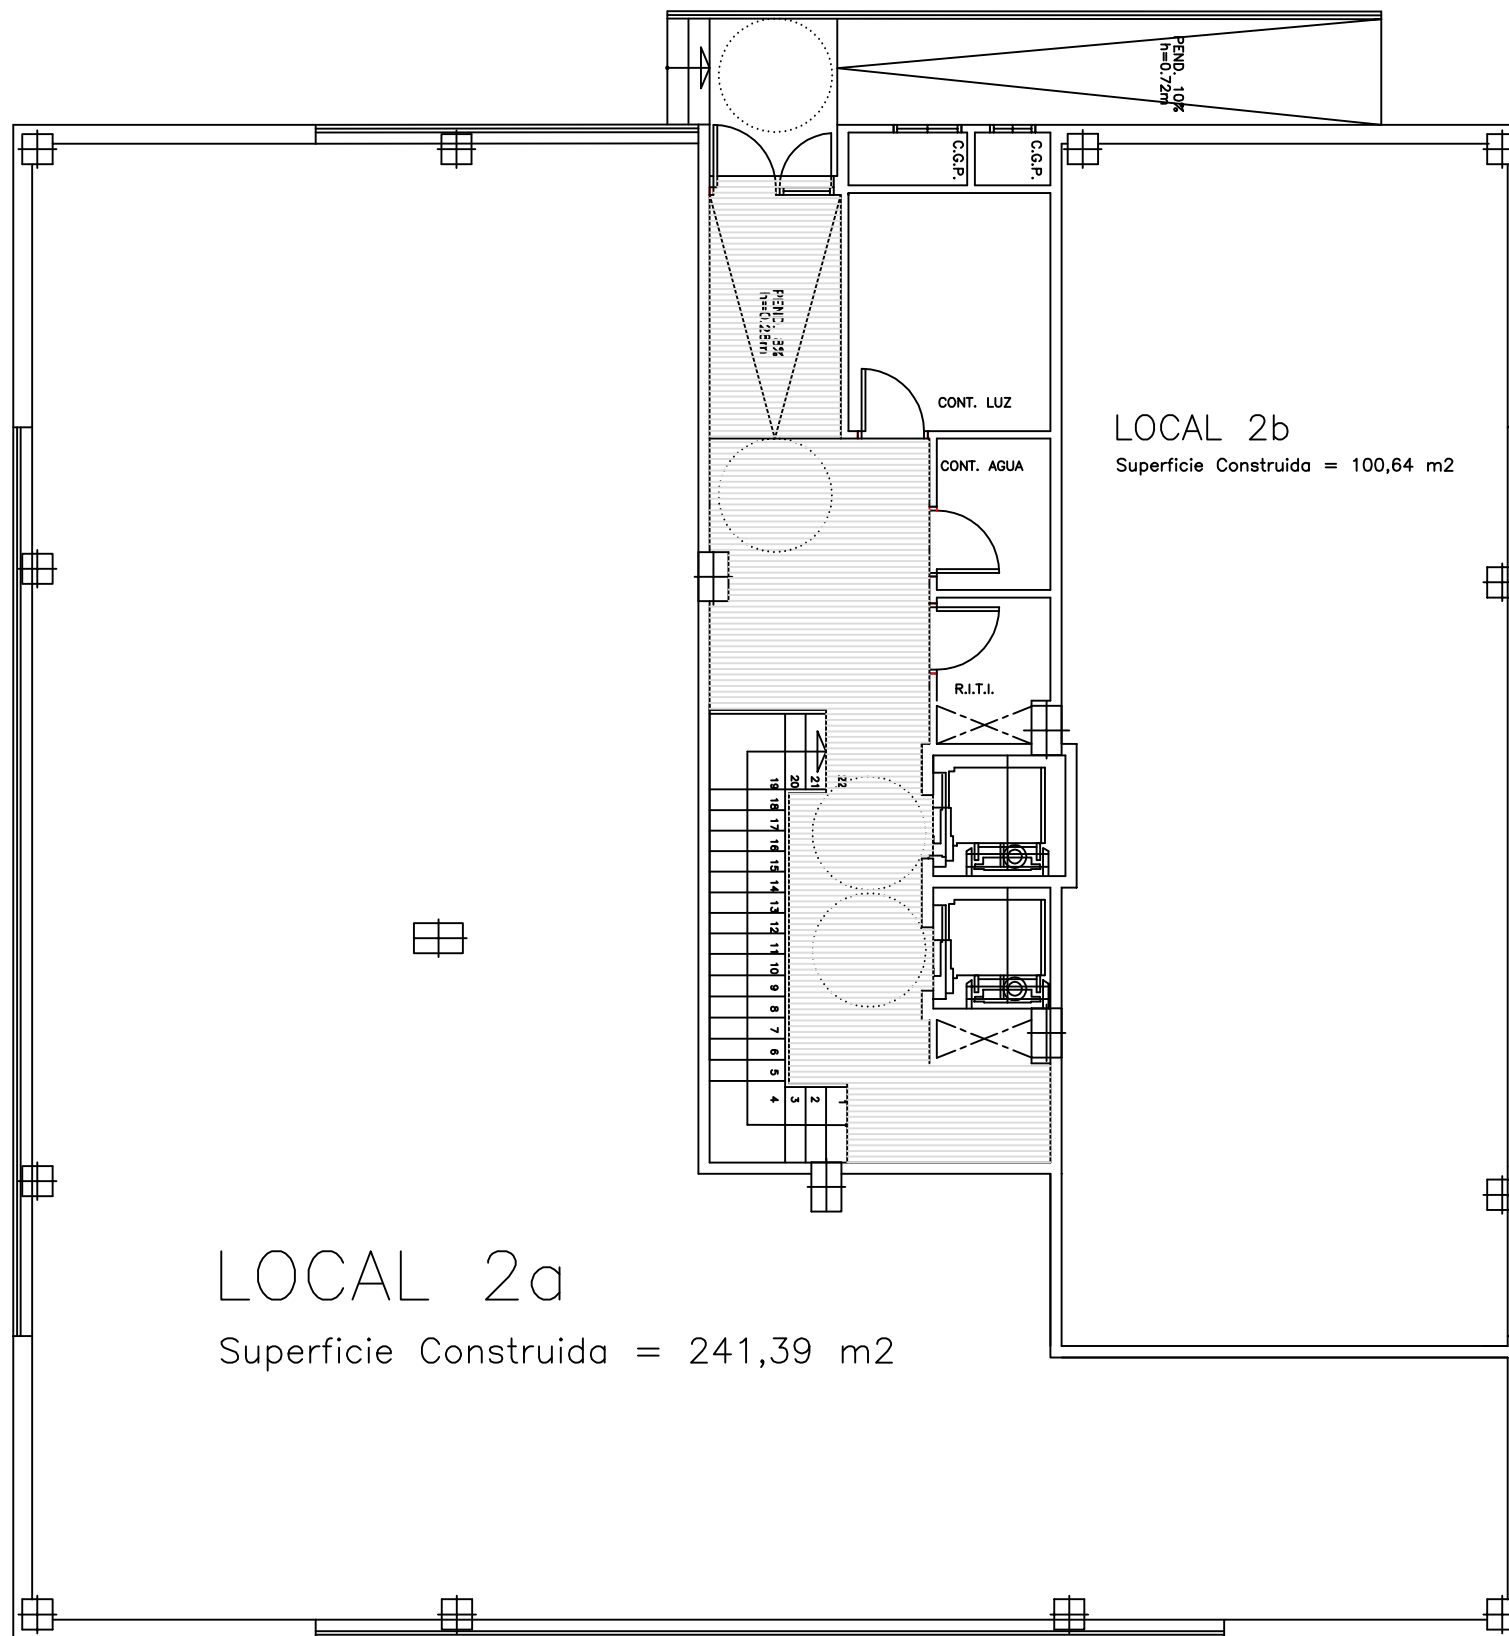 PEND. 10%
h=0.72m
C.G.P.
C.G.P.
PEND. 8%
CONT. LUZ
LOCAL 2b
CONT. AGUA
Superficie Construida = 100,64 m2
R.I.T.I.
22
21
20
19
18
17
16
15
14
13
12
11
10
9
8
7
6
5
4
3
2
1
LOCAL 2a
Superficie Construida = 241,39 m2